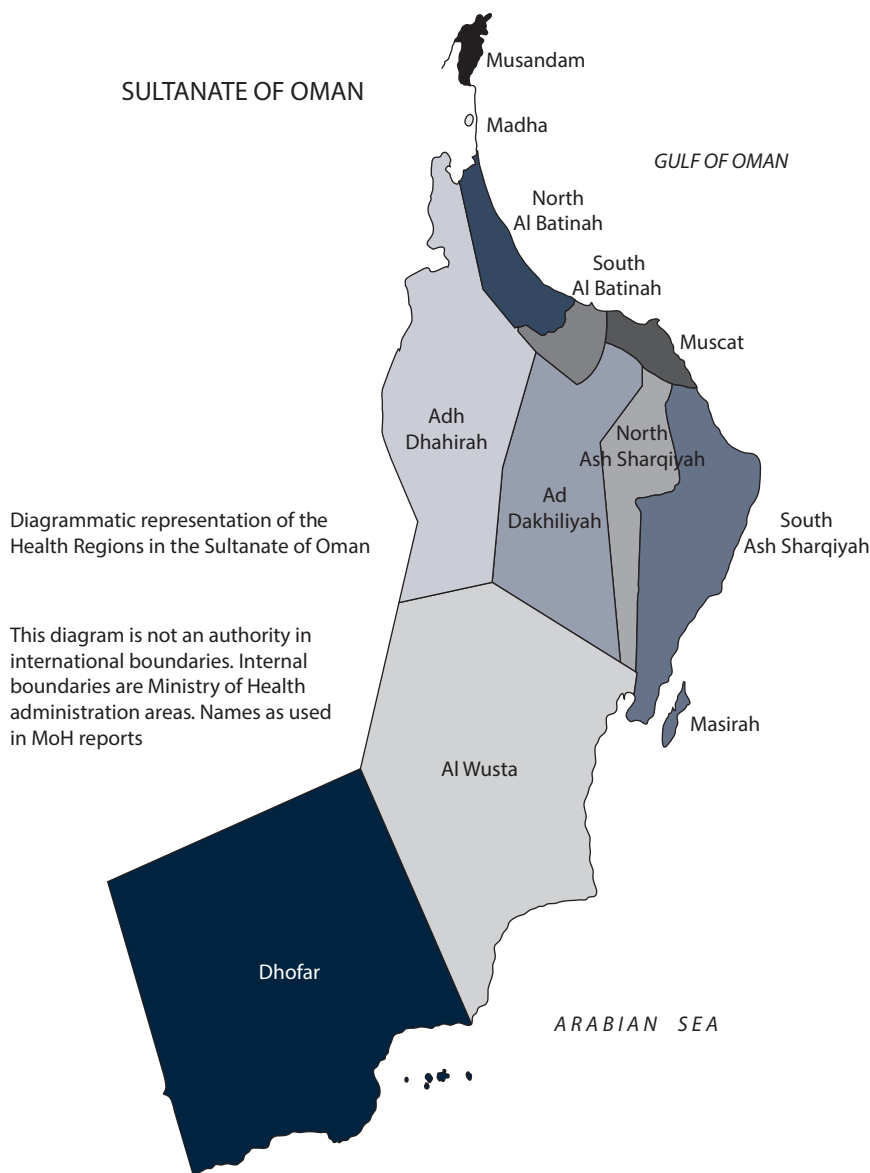 SULTANATE OF OMAN
Musandam
Madha
GULF OF OMAN
North
Al Batinah
South
Al Batinah
Muscat
Adh
Dhahirah
North
Ash Sharqiyah
Ad
Dakhiliyah
South
Ash Sharqiyah
Diagrammatic representation of the
Health Regions in the Sultanate of Oman
This diagram is not an authority in
international boundaries. Internal
boundaries are Ministry of Health
administration areas. Names as used
in MoH reports
Masirah
Al Wusta
Dhofar
ARABIAN SEA